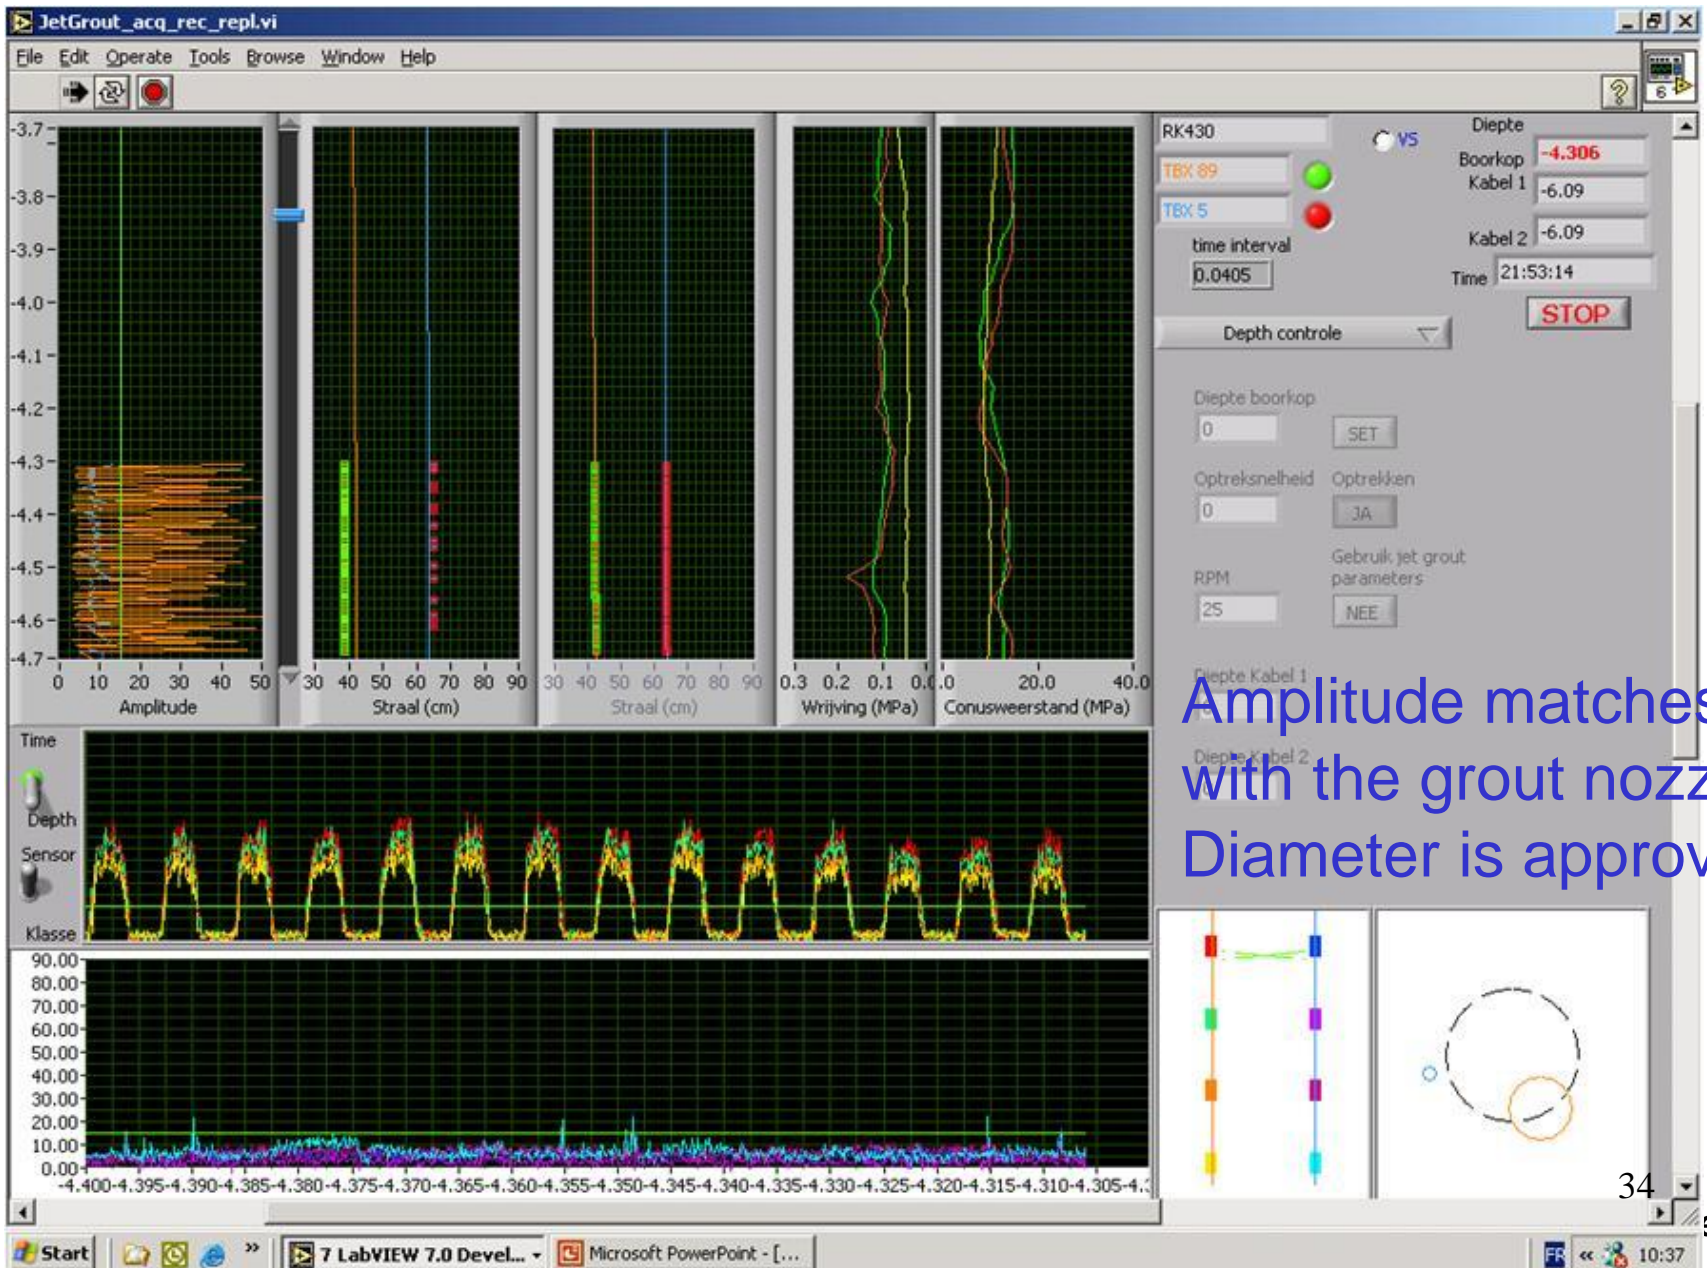 JetGrout_acq_rec_repl.vi
File Edit Operate Tools Browse Window Help
6
-3.7
-3.8
-3.9
-4.0
-4.1
-4.2
-4.3
-4.4
-4.5
-4.6
-4.7
0 10 20 30 40 50
Amplitude
30 40 50 60 70 80 90
Straal (cm)
30 40 50 60 70 80 90
Straal (cm)
0.3 0.2 0.1
Wrijving (MPa)
20.0 40.0
Conusweerstand (MPa)
RK430
VS
TBX 89
TBX 5
time interval
0.0405
Diepte
Boorkop -4.306
Kabel 1 -6.09
Kabel 2 -6.09
Time 21:53:14
STOP
Depth controle
Diepte boorkop
0 SET
Optreksnelheid Optrekken
0 JA
Gebruik jet grout
RPM parameters
25 NEE
Diepte Kabel 1
Amplitude matches
Diepte Kabel 2
with the grout nozz
Diameter is approv
Time
Depth
Sensor
Klasse
90.00
80.00
70.00
60.00
50.00
40.00
30.00
20.00
10.00
0.00
-4.400 -4.395 -4.390 -4.385 -4.380 -4.375 -4.370 -4.365 -4.360 -4.355 -4.350 -4.345 -4.340 -4.335 -4.330 -4.325 -4.320 -4.315 -4.310 -4.305
34
Start » 7 LabVIEW 7.0 Devel... Microsoft PowerPoint - [... FR « 10:37